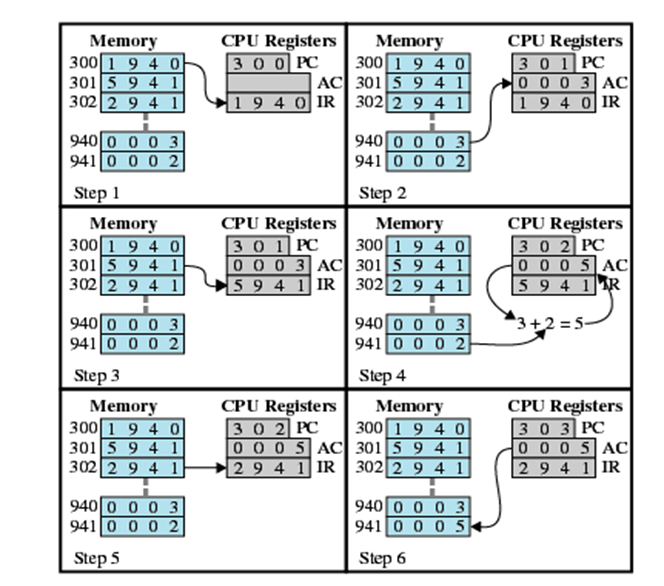 Memory CPU Registers
300 1 9 4 0 3 0 0 PC
301 5 9 4 1 AC
302 2 9 4 1 1 9 4 0 IR
940 0 0 0 3
941 0 0 0 2
Step 1
Memory CPU Registers
300 1 9 4 0 3 0 1 PC
301 5 9 4 1 0 0 0 3 AC
302 2 9 4 1 1 9 4 0 IR
940 0 0 0 3
941 0 0 0 2
Step 2
Memory CPU Registers
300 1 9 4 0 3 0 1 PC
301 5 9 4 1 0 0 0 3 AC
302 2 9 4 1 5 9 4 1 IR
940 0 0 0 3
941 0 0 0 2
Step 3
Memory CPU Registers
300 1 9 4 0 3 0 2 PC
301 5 9 4 1 0 0 0 5 AC
302 2 9 4 1 5 9 4 1 IR
940 0 0 0 3 3 + 2 = 5
941 0 0 0 2
Step 4
Memory CPU Registers
300 1 9 4 0 3 0 2 PC
301 5 9 4 1 0 0 0 5 AC
302 2 9 4 1 2 9 4 1 IR
940 0 0 0 3
941 0 0 0 2
Step 5
Memory CPU Registers
300 1 9 4 0 3 0 3 PC
301 5 9 4 1 0 0 0 5 AC
302 2 9 4 1 2 9 4 1 IR
940 0 0 0 3
941 0 0 0 5
Step 6